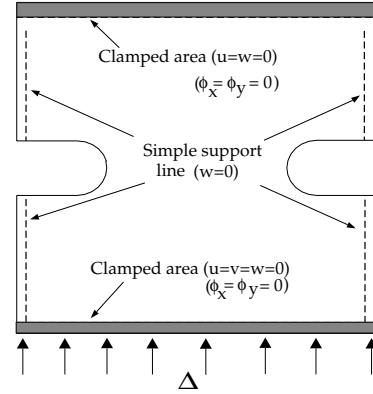 Clamped area (u=w=0)
(ϕx= ϕy = 0)
Simple support
line (w=0)
Clamped area (u=v=w=0)
(ϕx= ϕy = 0)
Δ